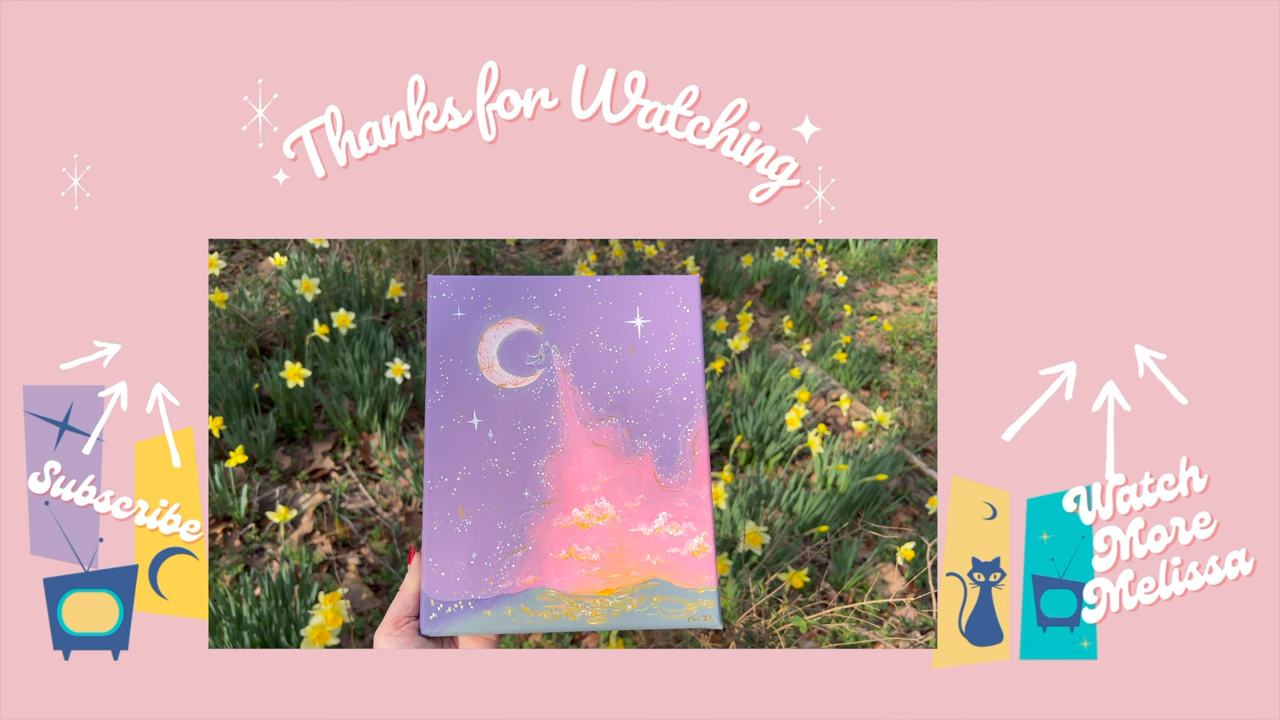 Thanks for Watching
Subscribe
Watch
More
Melissa